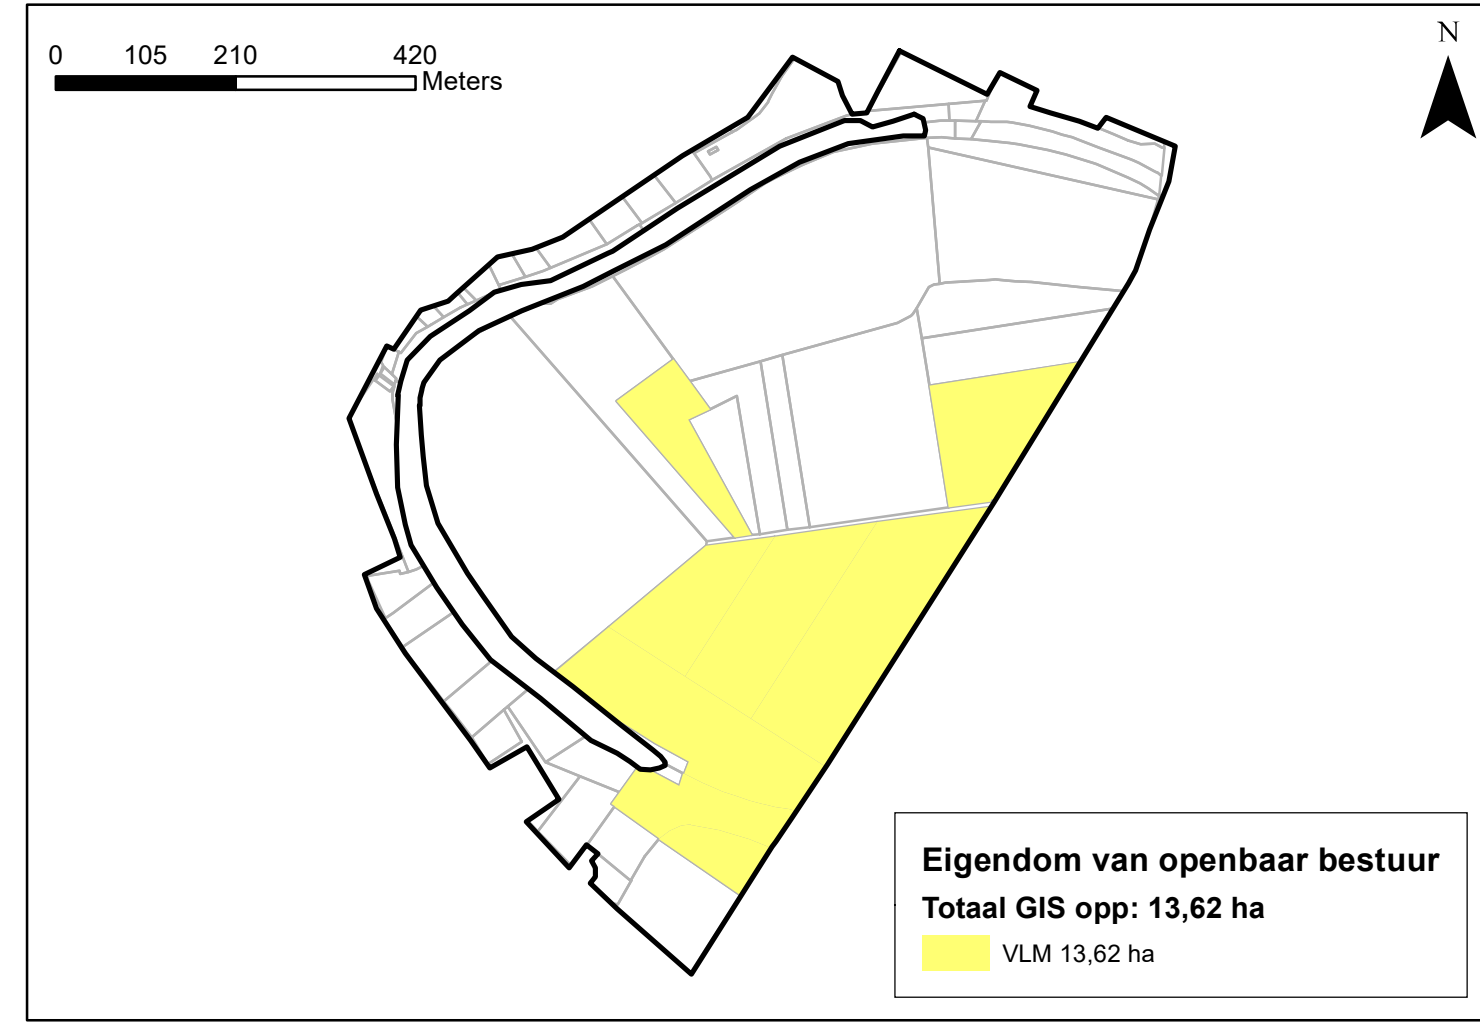 0 105 210 420
Meters
N
Eigendom van openbaar bestuur
Totaal GIS opp: 13,62 ha
VLM 13,62 ha